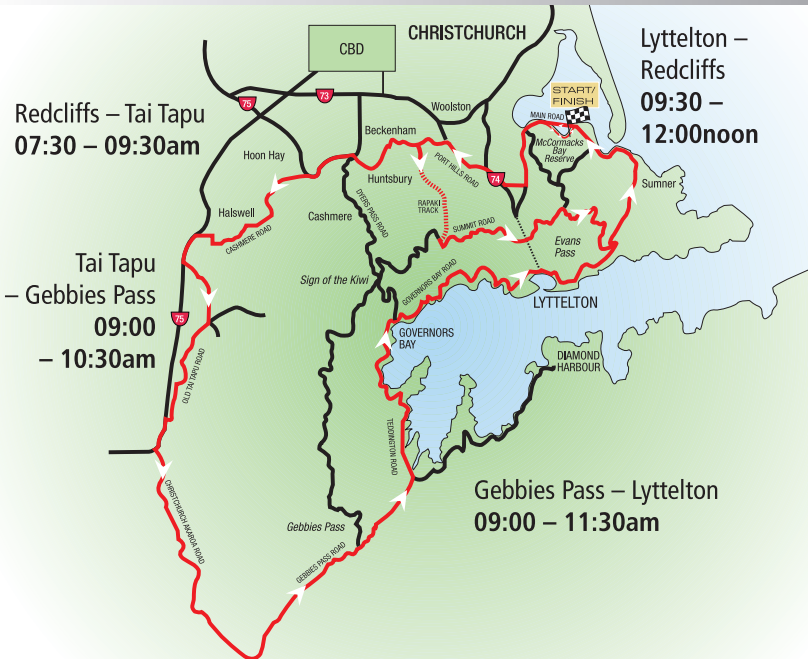 CHRISTCHURCH
CBD
Lyttelton –
Redcliffs
09:30 –
12:00noon
START/
FINISH
MAIN ROAD
McCormacks
Bay
Reserve
75
73
Woolston
Redcliffs – Tai Tapu
07:30 – 09:30am
Beckenham
Hoon Hay
PORT HILLS ROAD
74
Huntsbury
Sumner
RAPAKI
TRACK
DYERS PASS ROAD
Halswell
Cashmere
SUMMIT ROAD
CASHMERE ROAD
Evans
Pass
Tai Tapu
– Gebbies Pass
09:00
– 10:30am
Sign of the Kiwi
GOVERNORS BAY ROAD
LYTTELTON
75
GOVERNORS
BAY
DIAMOND
HARBOUR
OLD TAI TAPU ROAD
TEDDINGTON ROAD
Gebbies Pass – Lyttelton
09:00 – 11:30am
CHRISTCHURCH AKAROA ROAD
Gebbies Pass
GEBBIES PASS ROAD